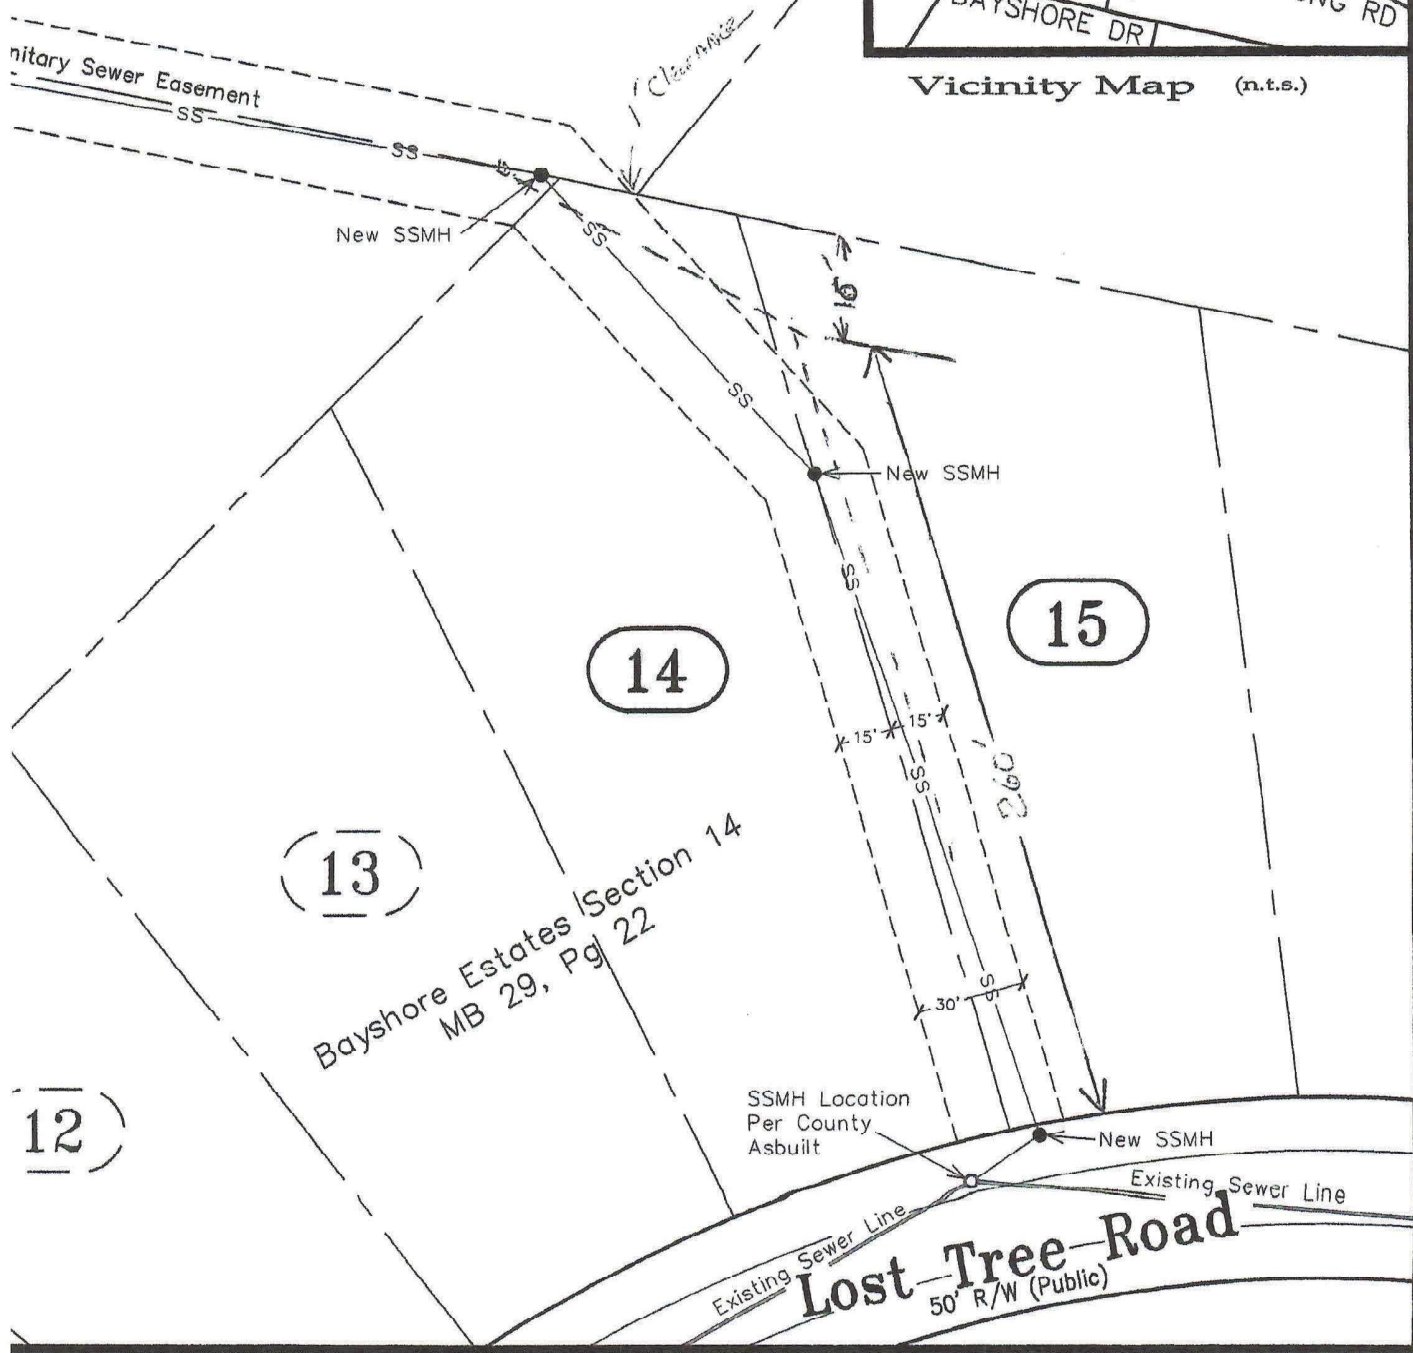 BAYSHORE DR
NG RD
Vicinity Map (n.t.s.)
nitary Sewer Easement
SS
SS
New SSMH
SS
SS
New SSMH
SS
15
14
15'
15'
SS
13
Bayshore Estates Section 14
MB 29, Pg 22
SS
30'
12
SSMH Location
Per County
Asbuilt
New SSMH
Existing Sewer Line
Existing Sewer Line
Lost Tree Road
50' R/W (Public)